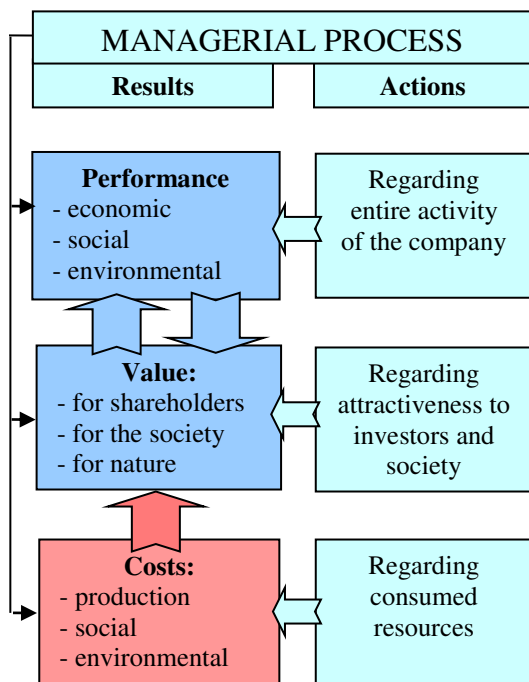 MANAGERIAL PROCESS
Results
Actions
Performance
- economic
- social
- environmental
Regarding
entire activity
of the company
Value:
- for shareholders
- for the society
- for nature
Regarding
attractiveness to
investors and
society
Costs:
- production
- social
- environmental
Regarding
consumed
resources